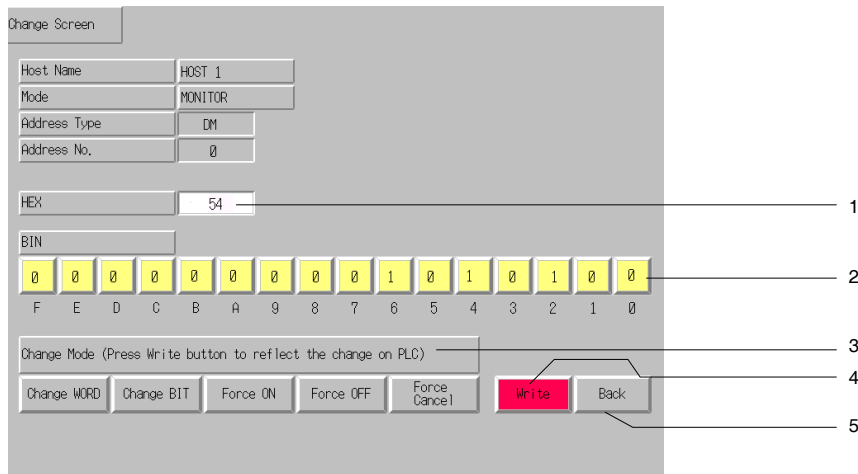 Change Screen
Host Name HOST 1
Mode MONITOR
Address Type DM
Address No. 0
HEX 54 1
BIN
0 0 0 0 0 0 0 0 0 1 0 1 0 1 0 0 2
F E D C B A 9 8 7 6 5 4 3 2 1 0
Change Mode (Press Write button to reflect the change on PLC) 3
4
Change WORD Change BIT Force ON Force OFF Force Cancel Write Back
5